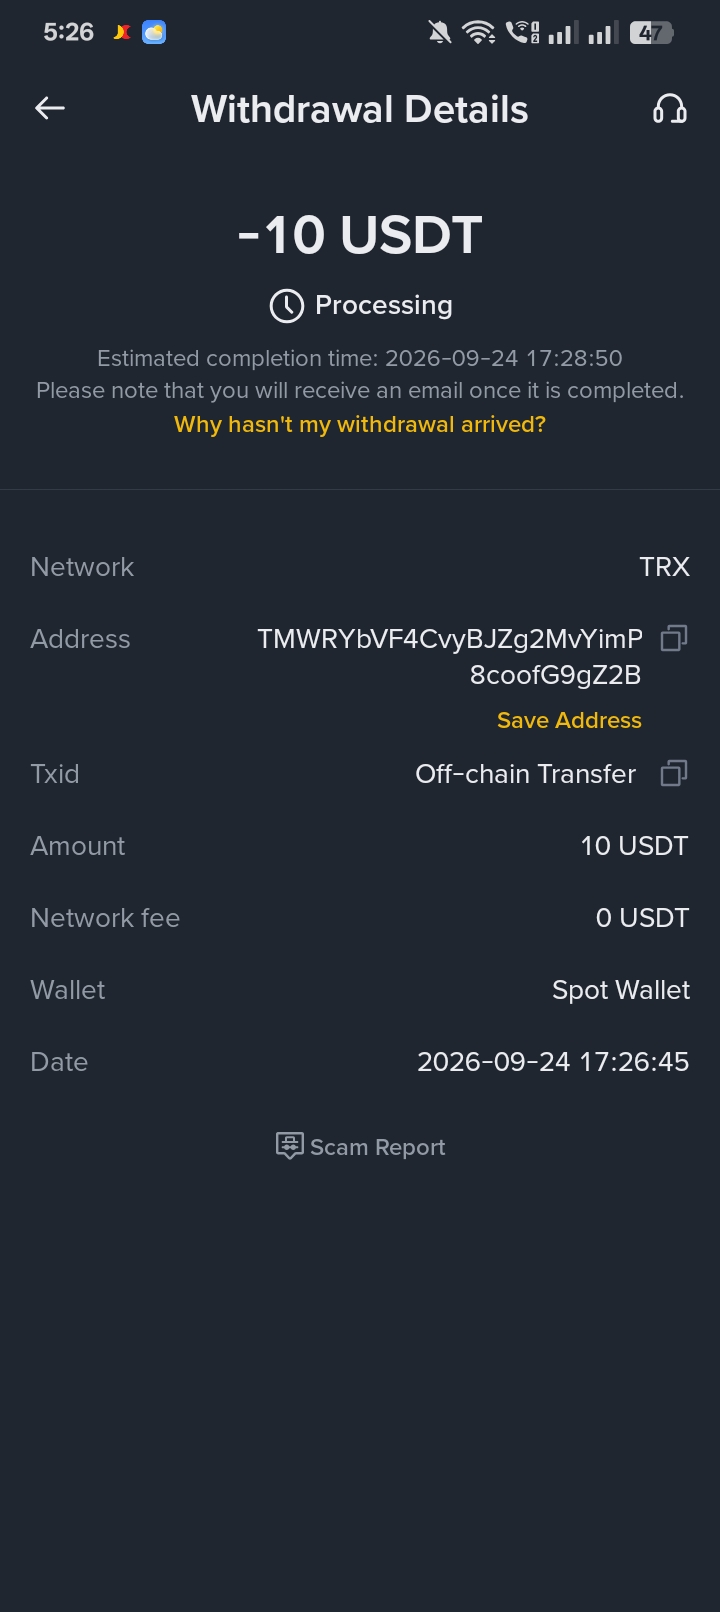 5:26
47
Withdrawal Details
-10 USDT
Processing
Estimated completion time: 2026-09-24 17:28:50
Please note that you will receive an email once it is completed.
Why hasn't my withdrawal arrived?
Network TRX
Address TMWRYbVF4CvyBJZg2MvYimP
8coofG9gZ2B
Save Address
Txid Off-chain Transfer
Amount 10 USDT
Network fee 0 USDT
Wallet Spot Wallet
Date 2026-09-24 17:26:45
Scam Report